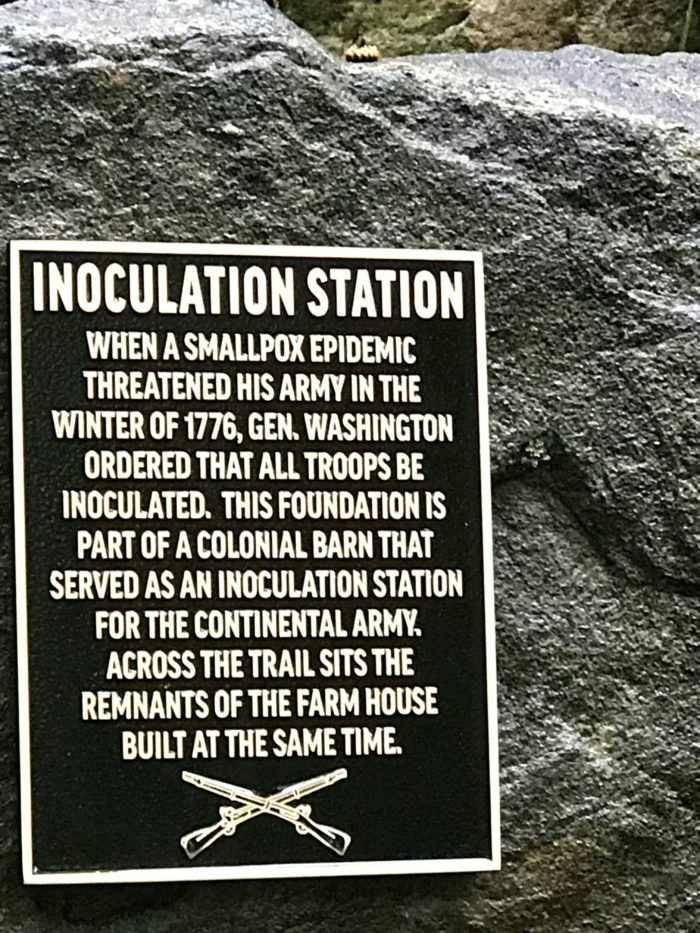 INOCULATION STATION
WHEN A SMALLPOX EPIDEMIC
THREATENED HIS ARMY IN THE
WINTER OF 1776, GEN. WASHINGTON
ORDERED THAT ALL TROOPS BE
INOCULATED. THIS FOUNDATION IS
PART OF A COLONIAL BARN THAT
SERVED AS AN INOCULATION STATION
FOR THE CONTINENTAL ARMY.
ACROSS THE TRAIL SITS THE
REMNANTS OF THE FARM HOUSE
BUILT AT THE SAME TIME.